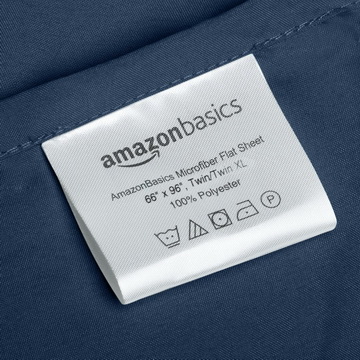 amazonbasics
AmazonBasics Microfiber Flat Sheet
66" x 96", Twin/Twin XL
100% Polyester
P